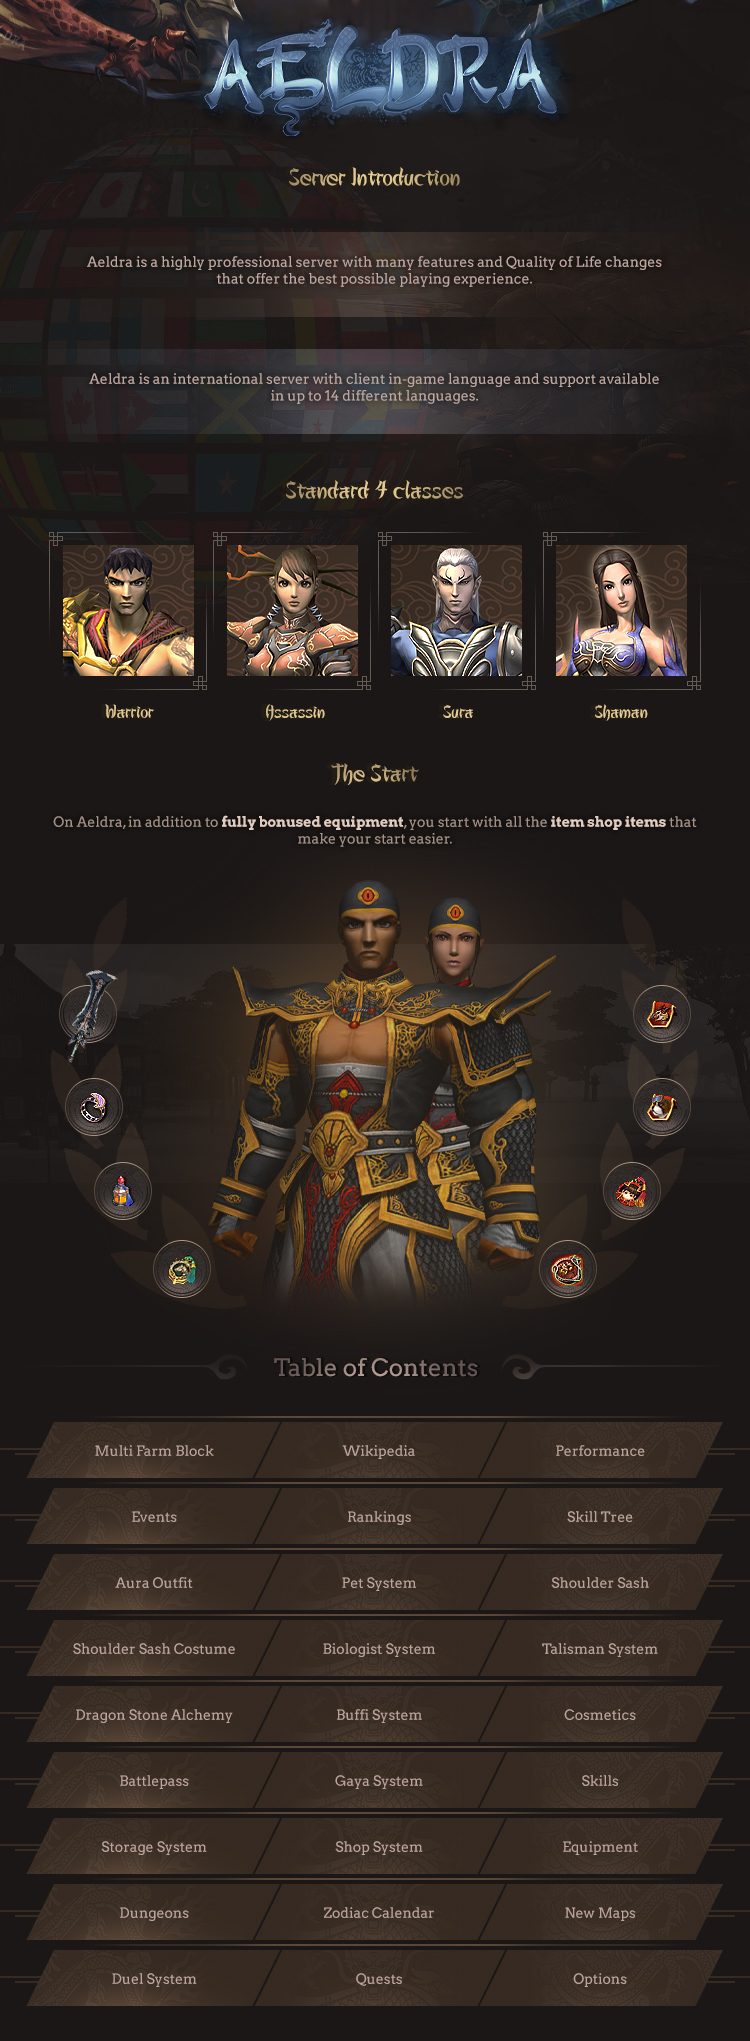 AELDRA
Server Introduction
Aeldra is a highly professional server with many features and Quality of Life changes
that offer the best possible playing experience.
Aeldra is an international server with client in-game language and support available
in up to 14 different languages.
Standard 4 classes
Warrior
Assassin
Sura
Shaman
The Start
On Aeldra, in addition to fully bonused equipment, you start with all the item shop items that
make your start easier.
Table of Contents
Multi Farm Block
Wikipedia
Performance
Events
Rankings
Skill Tree
Aura Outfit
Pet System
Shoulder Sash
Shoulder Sash Costume
Biologist System
Talisman System
Dragon Stone Alchemy
Buffi System
Cosmetics
Battlepass
Gaya System
Skills
Storage System
Shop System
Equipment
Dungeons
Zodiac Calendar
New Maps
Duel System
Quests
Options